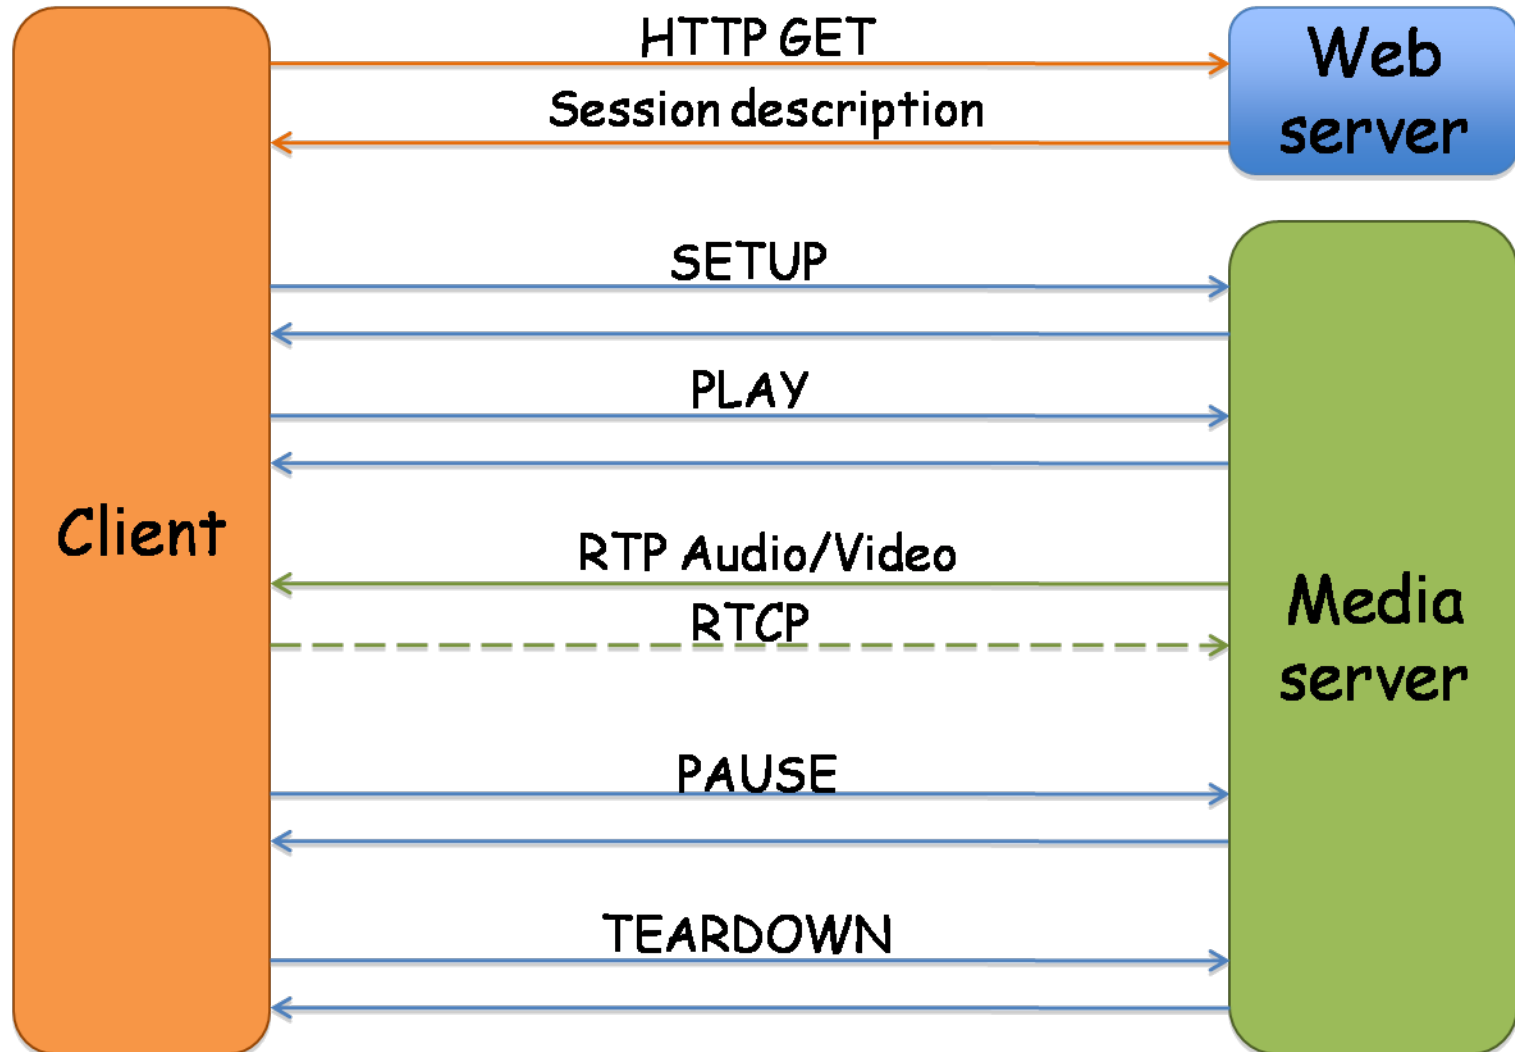 HTTP GET
Web
server
Session description
SETUP
PLAY
Client
RTP Audio/Video
Media
server
RTCP
PAUSE
TEARDOWN